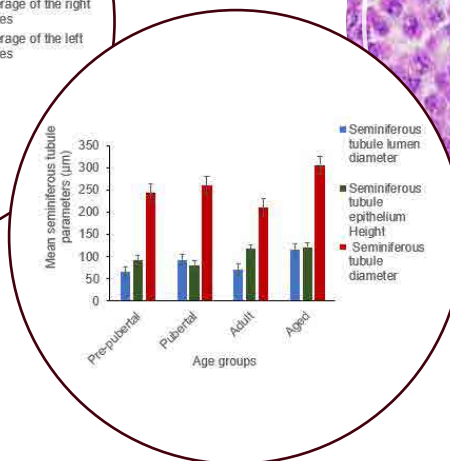 rage of the right
es
rage of the left
es
Mean seminiferous tubule
parameters (µm)
350
300
250
200
150
100
50
0
Pre-pubertal
Pubertal
Adult
Aged
Age groups
Seminiferous
tubule lumen
diameter
Seminiferous
tubule
epithelium
Height
Seminiferous
tubule
diameter